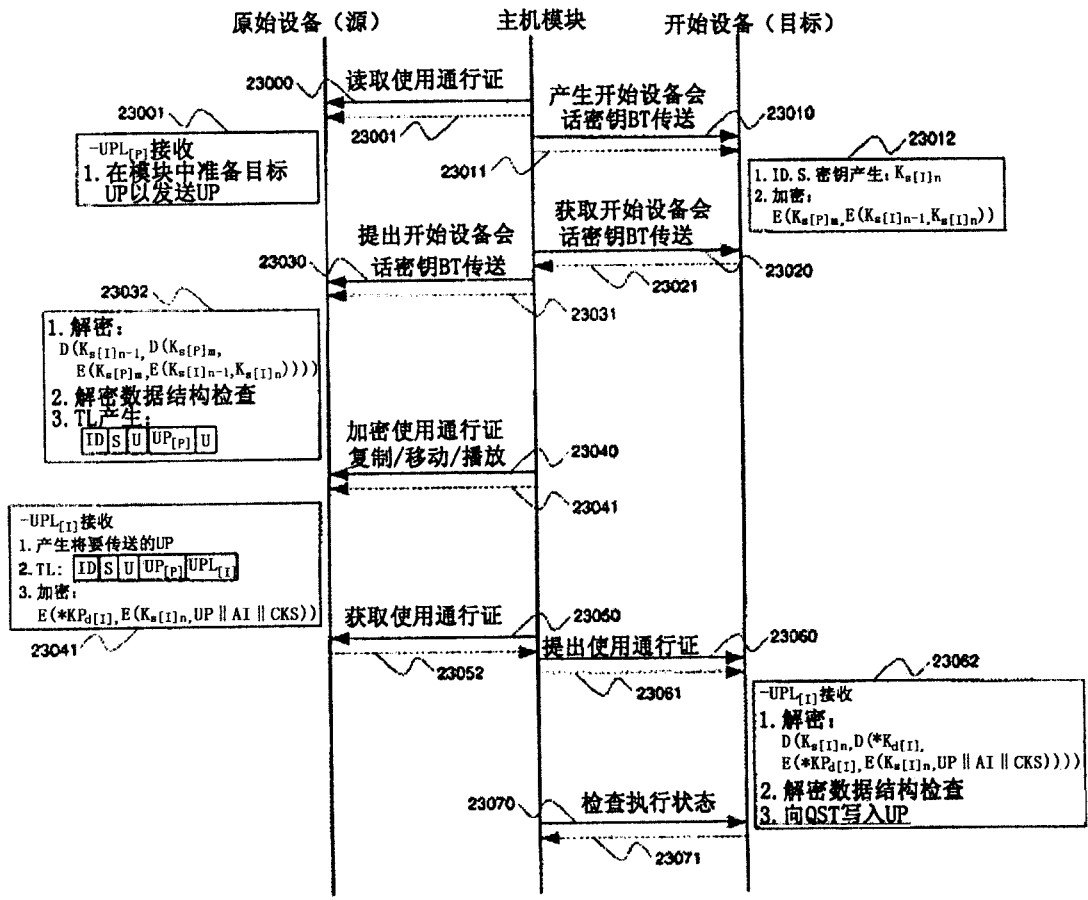 原始设备(源)
主机模块
开始设备(目标)
23000
读取使用通行证
23001
23001
产生开始设备会
话密钥BT传送
23010
23011
-UPL[P]接收
1. 在模块中准备目标
UP以发送UP
23012
1. ID.S.密钥产生: Ks[I]n
2. 加密:
E(Ks[P]m,E(Ks[I]n-1,Ks[I]n))
获取开始设备会
话密钥BT传送
23020
23021
提出开始设备会
话密钥BT传送
23030
23031
23032
1. 解密:
D(Ks[I]n-1,D(Ks[P]m,
E(Ks[P]m,E(Ks[I]n-1,Ks[I]n))))
2. 解密数据结构检查
3. TL产生:
ID S U UP[P] U
加密使用通行证
复制/移动/播放
23040
23041
-UPL[I]接收
1. 产生将要传送的UP
2. TL: ID S U UP[P] UPL[I]
3. 加密:
E(*KPd[I],E(Ks[I]n,UP‖AI‖CKS))
23041
获取使用通行证
23050
23052
提出使用通行证
23060
23061
23062
-UPL[I]接收
1. 解密:
D(Ks[I]n,D(*Kd[I],
E(*KPd[I],E(Ks[I]n,UP‖AI‖CKS))))
2. 解密数据结构检查
3. 向QST写入UP
23070
检查执行状态
23071